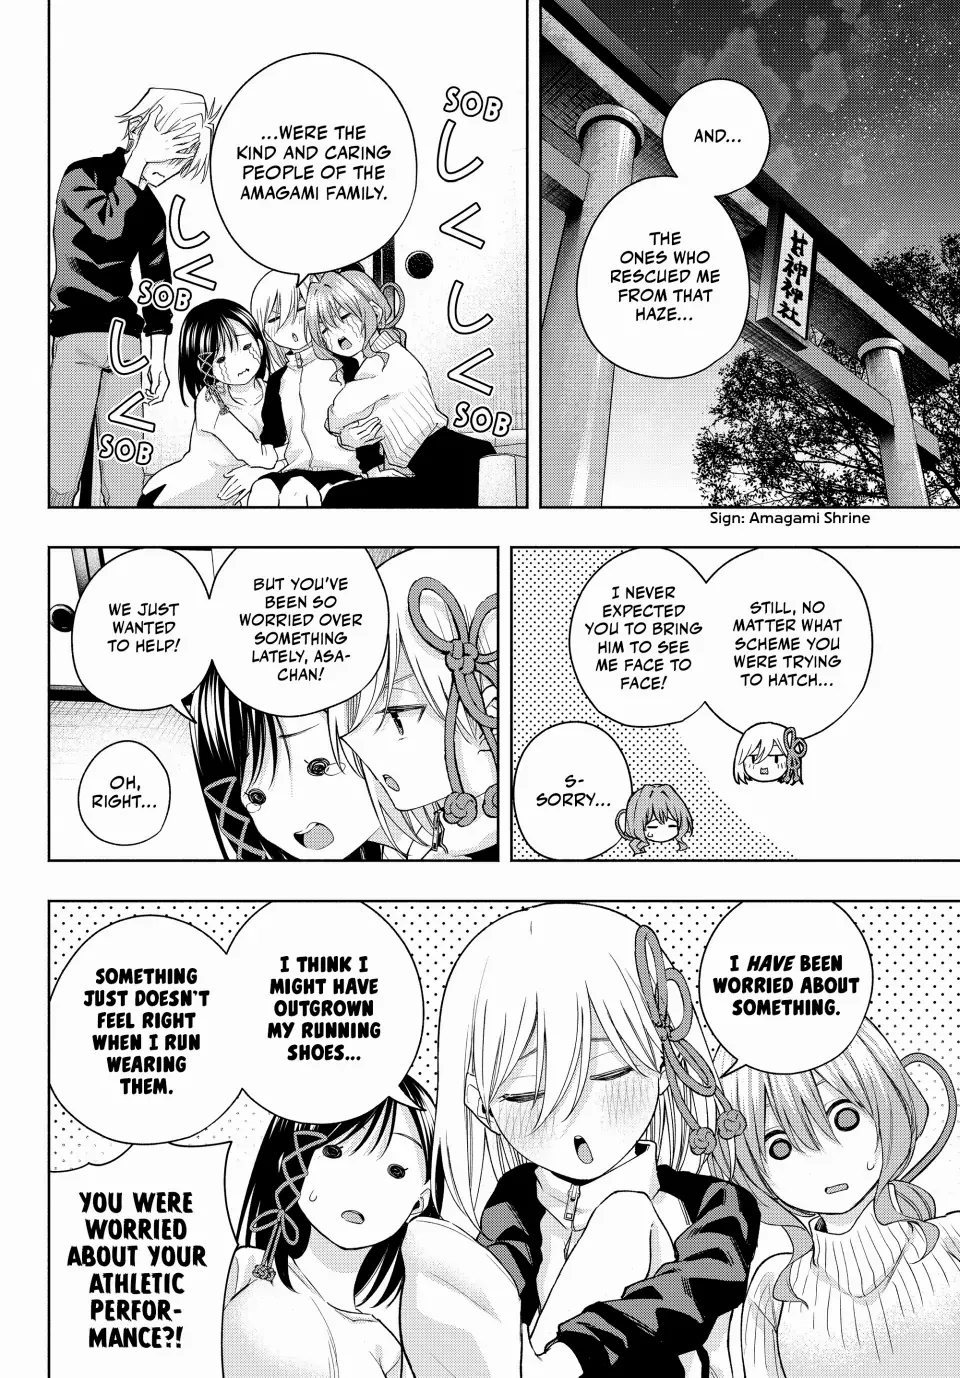 AND...
THE
ONES WHO
RESCUED ME
FROM THAT
HAZE...
甘神神社
Sign: Amagami Shrine
...WERE THE
KIND AND CARING
PEOPLE OF THE
AMAGAMI FAMILY.
SOB
しくしく
SOB
しくしく
SOB
SOB
STILL, NO
MATTER WHAT
SCHEME YOU
WERE TRYING
TO HATCH...
I NEVER
EXPECTED
YOU TO BRING
HIM TO SEE
ME FACE TO
FACE!
S-
SORRY...
BUT YOU'VE
BEEN SO
WORRIED OVER
SOMETHING
LATELY, ASA-
CHAN!
WE JUST
WANTED
TO HELP!
OH,
RIGHT...
I HAVE BEEN
WORRIED ABOUT
SOMETHING.
I THINK I
MIGHT HAVE
OUTGROWN
MY RUNNING
SHOES...
SOMETHING
JUST DOESN'T
FEEL RIGHT
WHEN I RUN
WEARING
THEM.
YOU WERE
WORRIED
ABOUT YOUR
ATHLETIC
PERFOR-
MANCE?!